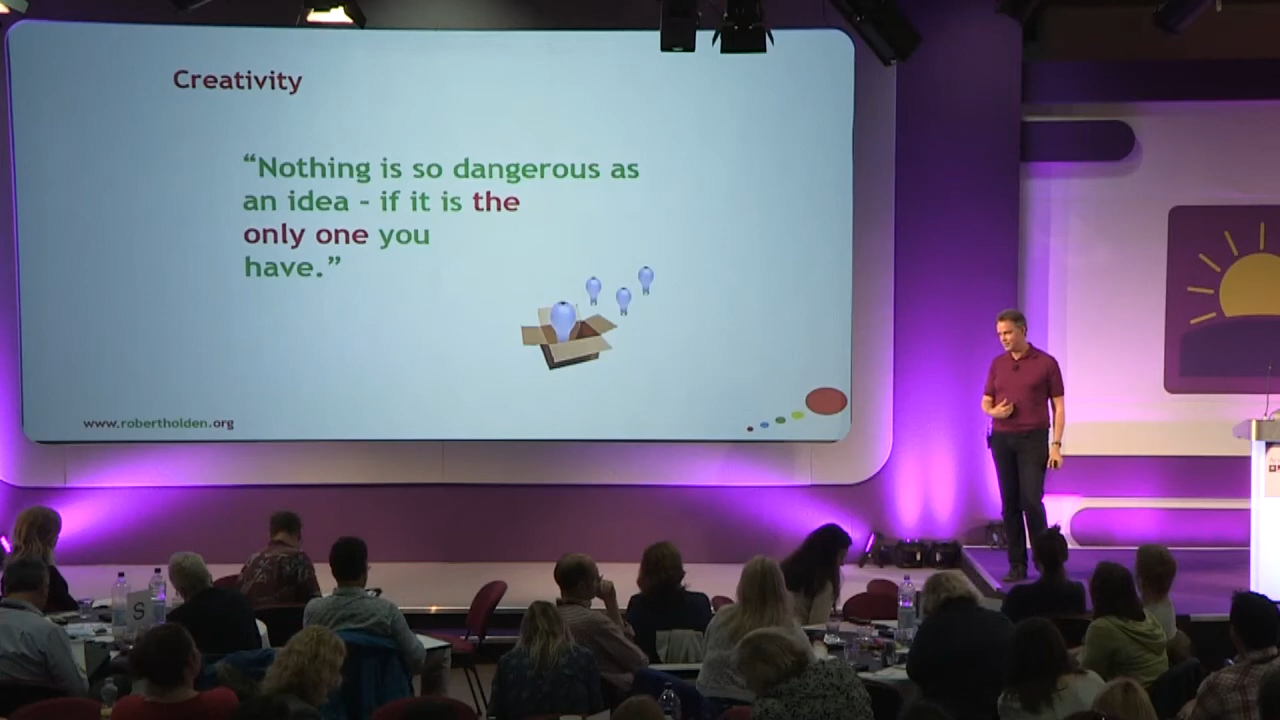 Creativity
“Nothing is so dangerous as
an idea - if it is the
only one you
have.”
www.robertholden.org
S